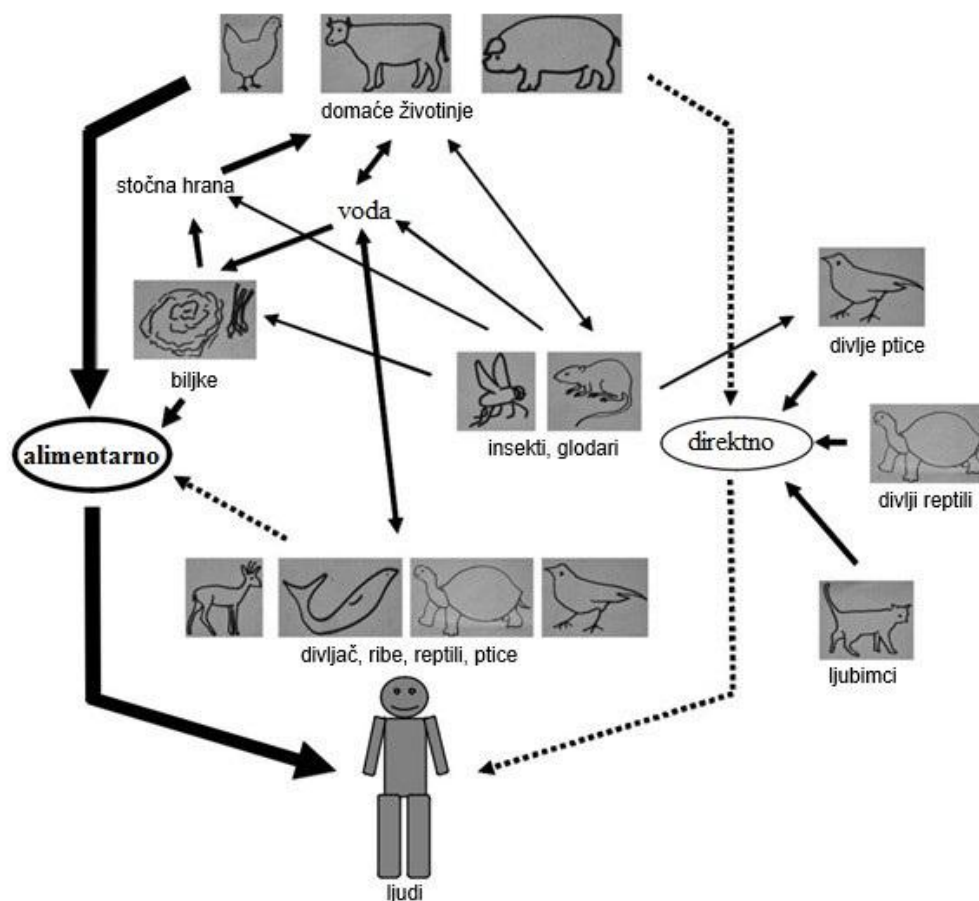 domaće životinje
stočna hrana
voda
divlje ptice
biljke
insekti, glodari
alimentarno
direktno
divlji reptili
divljač, ribe, reptili, ptice
ljubimci
ljudi